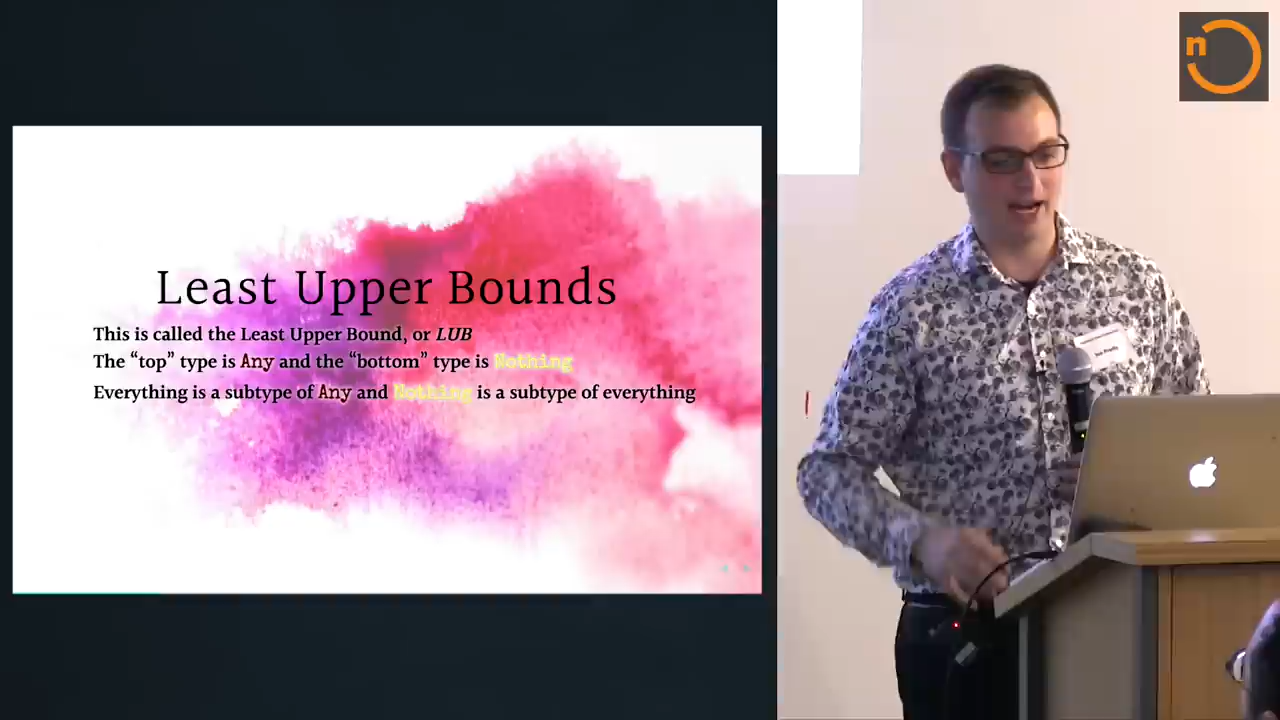 n
Least Upper Bounds
This is called the Least Upper Bound, or LUB
The “top” type is Any and the “bottom” type is Nothing
Everything is a subtype of Any and Nothing is a subtype of everything